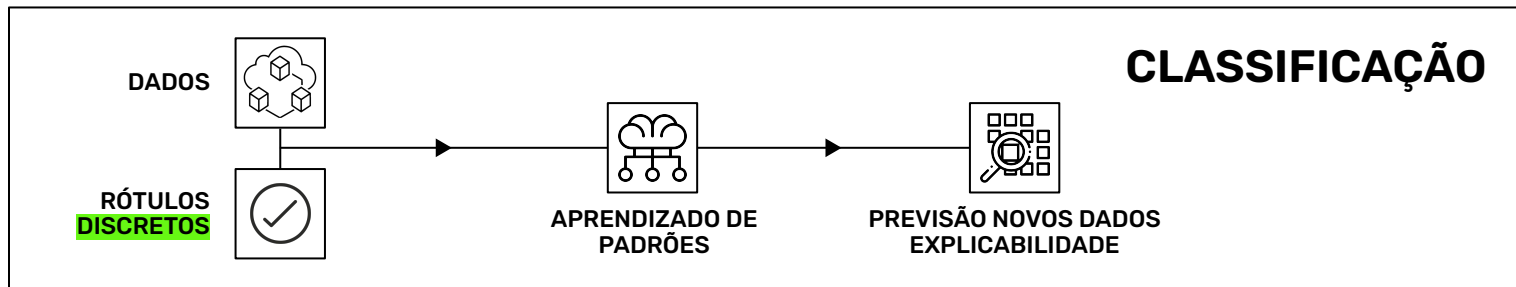 CLASSIFICAÇÃO
DADOS
RÓTULOS
DISCRETOS
APRENDIZADO DE
PADRÕES
PREVISÃO NOVOS DADOS
EXPLICABILIDADE